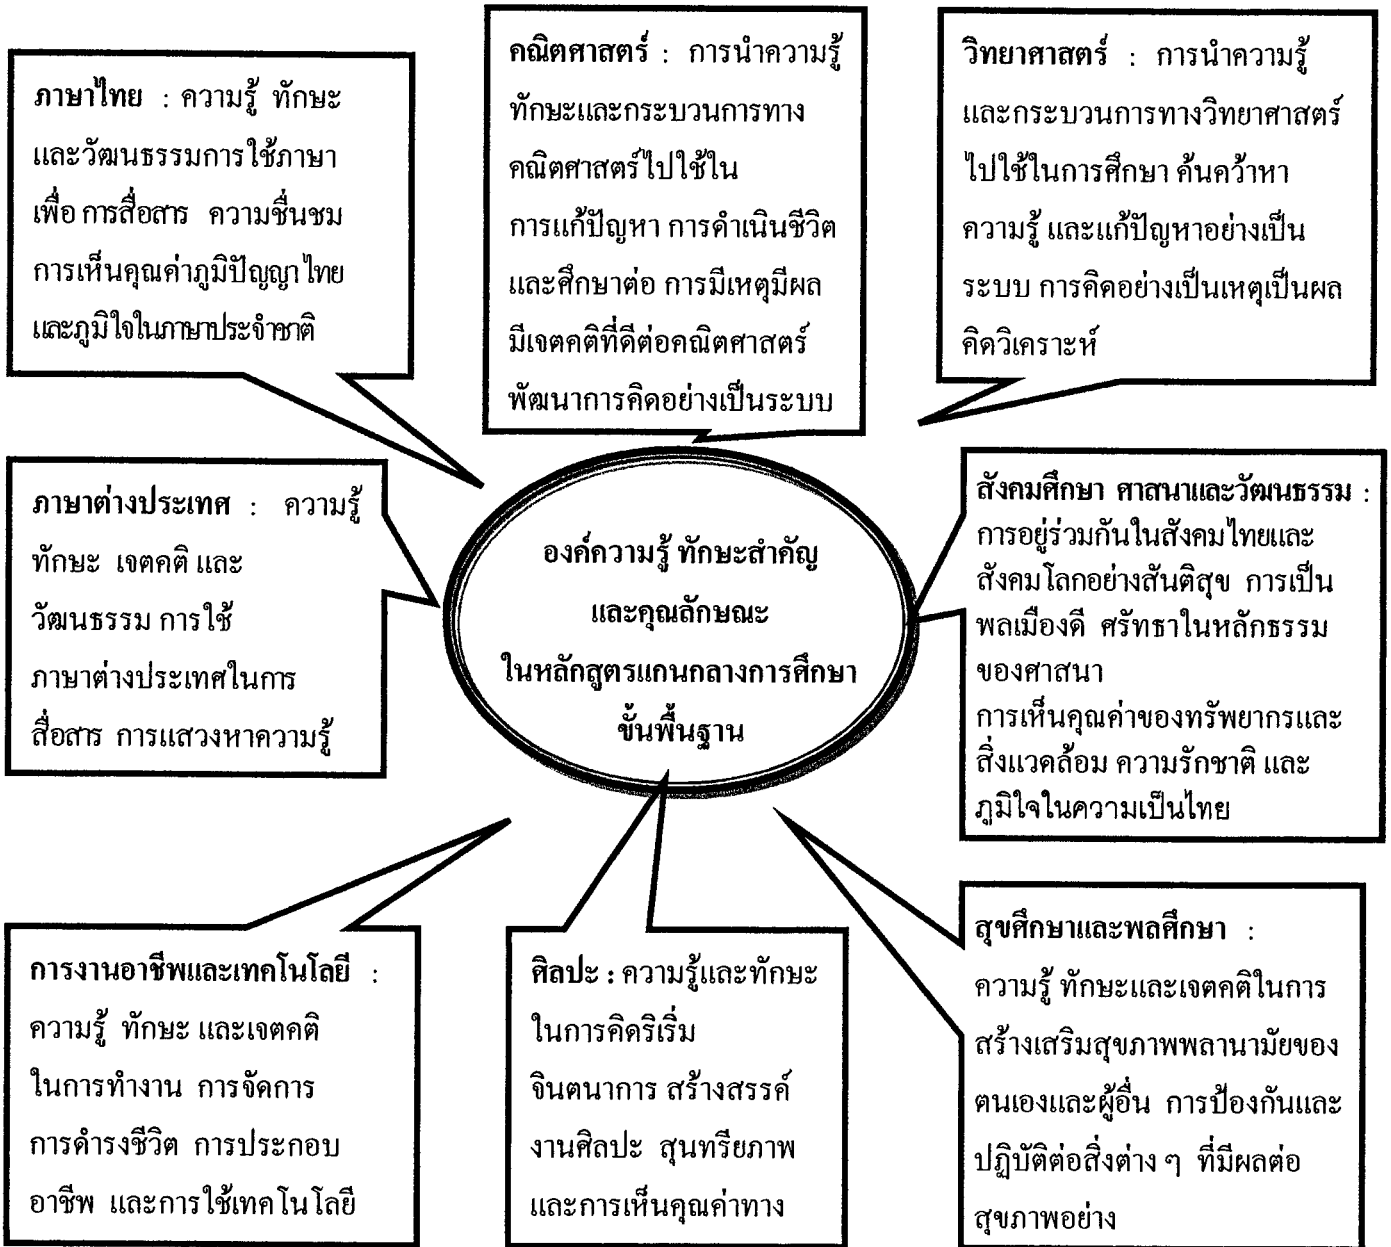 ภาษาไทย : ความรู้ ทักษะ
และวัฒนธรรมการใช้ภาษา
เพื่อ การสื่อสาร ความชื่นชม
การเห็นคุณค่าภูมิปัญญา ไทย
และภูมิใจในภาษาประจำชาติ
คณิตศาสตร์ : การนำความรู้
ทักษะและกระบวนการทาง
คณิตศาสตร์ไปใช้ใน
การแก้ปัญหา การดำเนินชีวิต
และศึกษาต่อ การมีเหตุมีผล
มีเจตคติที่ดีต่อคณิตศาสตร์
พัฒนาการคิดอย่างเป็นระบบ
วิทยาศาสตร์ : การนำความรู้
และกระบวนการทางวิทยาศาสตร์
ไปใช้ในการศึกษา ค้นคว้าหา
ความรู้ และแก้ปัญหาอย่างเป็น
ระบบ การคิดอย่างเป็นเหตุเป็นผล
คิดวิเคราะห์
ภาษาต่างประเทศ : ความรู้
ทักษะ เจตคติ และ
วัฒนธรรม การใช้
ภาษาต่างประเทศในการ
สื่อสาร การแสวงหาความรู้
องค์ความรู้ ทักษะสำคัญ
และคุณลักษณะ
ในหลักสูตรแกนกลางการศึกษา
ขั้นพื้นฐาน
สังคมศึกษา ศาสนาและวัฒนธรรม :
การอยู่ร่วมกันในสังคมไทยและ
สังคมโลกอย่างสันติสุข การเป็น
พลเมืองดี ศรัทธาในหลักธรรม
ของศาสนา
การเห็นคุณค่าของทรัพยากรและ
สิ่งแวดล้อม ความรักชาติ และ
ภูมิใจในความเป็นไทย
การงานอาชีพและเทคโนโลยี :
ความรู้ ทักษะ และเจตคติ
ในการทำงาน การจัดการ
การดำรงชีวิต การประกอบ
อาชีพ และการใช้เทคโนโลยี
ศิลปะ : ความรู้และทักษะ
ในการคิดริเริ่ม
จินตนาการ สร้างสรรค์
งานศิลปะ สุนทรียภาพ
และการเห็นคุณค่าทาง
สุขศึกษาและพลศึกษา :
ความรู้ ทักษะและเจตคติในการ
สร้างเสริมสุขภาพพลานามัยของ
ตนเองและผู้อื่น การป้องกันและ
ปฏิบัติต่อสิ่งต่าง ๆ ที่มีผลต่อ
สุขภาพอย่าง